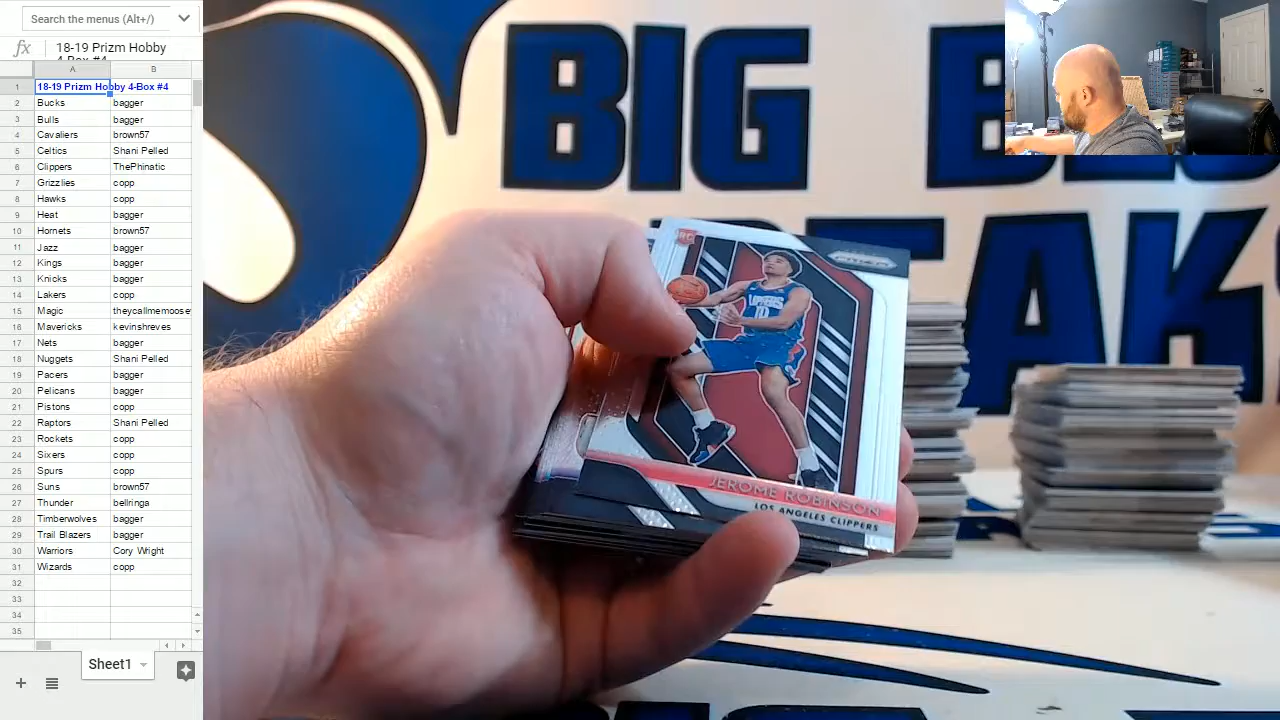 Search the menus (Alt+/)
fx 18-19 Prizm Hobby
4-Box #4
A B
1 18-19 Prizm Hobby 4-Box #4
2 Bucks bagger
3 Bulls bagger
4 Cavaliers brown57
5 Celtics Shani Pelled
6 Clippers ThePhinatic
7 Grizzlies copp
8 Hawks copp
9 Heat bagger
10 Hornets brown57
11 Jazz bagger
12 Kings bagger
13 Knicks bagger
14 Lakers copp
15 Magic theycallmemoose
16 Mavericks kevinshreves
17 Nets bagger
18 Nuggets Shani Pelled
19 Pacers bagger
20 Pelicans bagger
21 Pistons copp
22 Raptors Shani Pelled
23 Rockets copp
24 Sixers copp
25 Spurs copp
26 Suns brown57
27 Thunder bellringa
28 Timberwolves bagger
29 Trail Blazers bagger
30 Warriors Cory Wright
31 Wizards copp
32
33
34
35
Sheet1
BIG
RC
PRIZM
CLIPPERS
10
JEROME ROBINSON
LOS ANGELES CLIPPERS